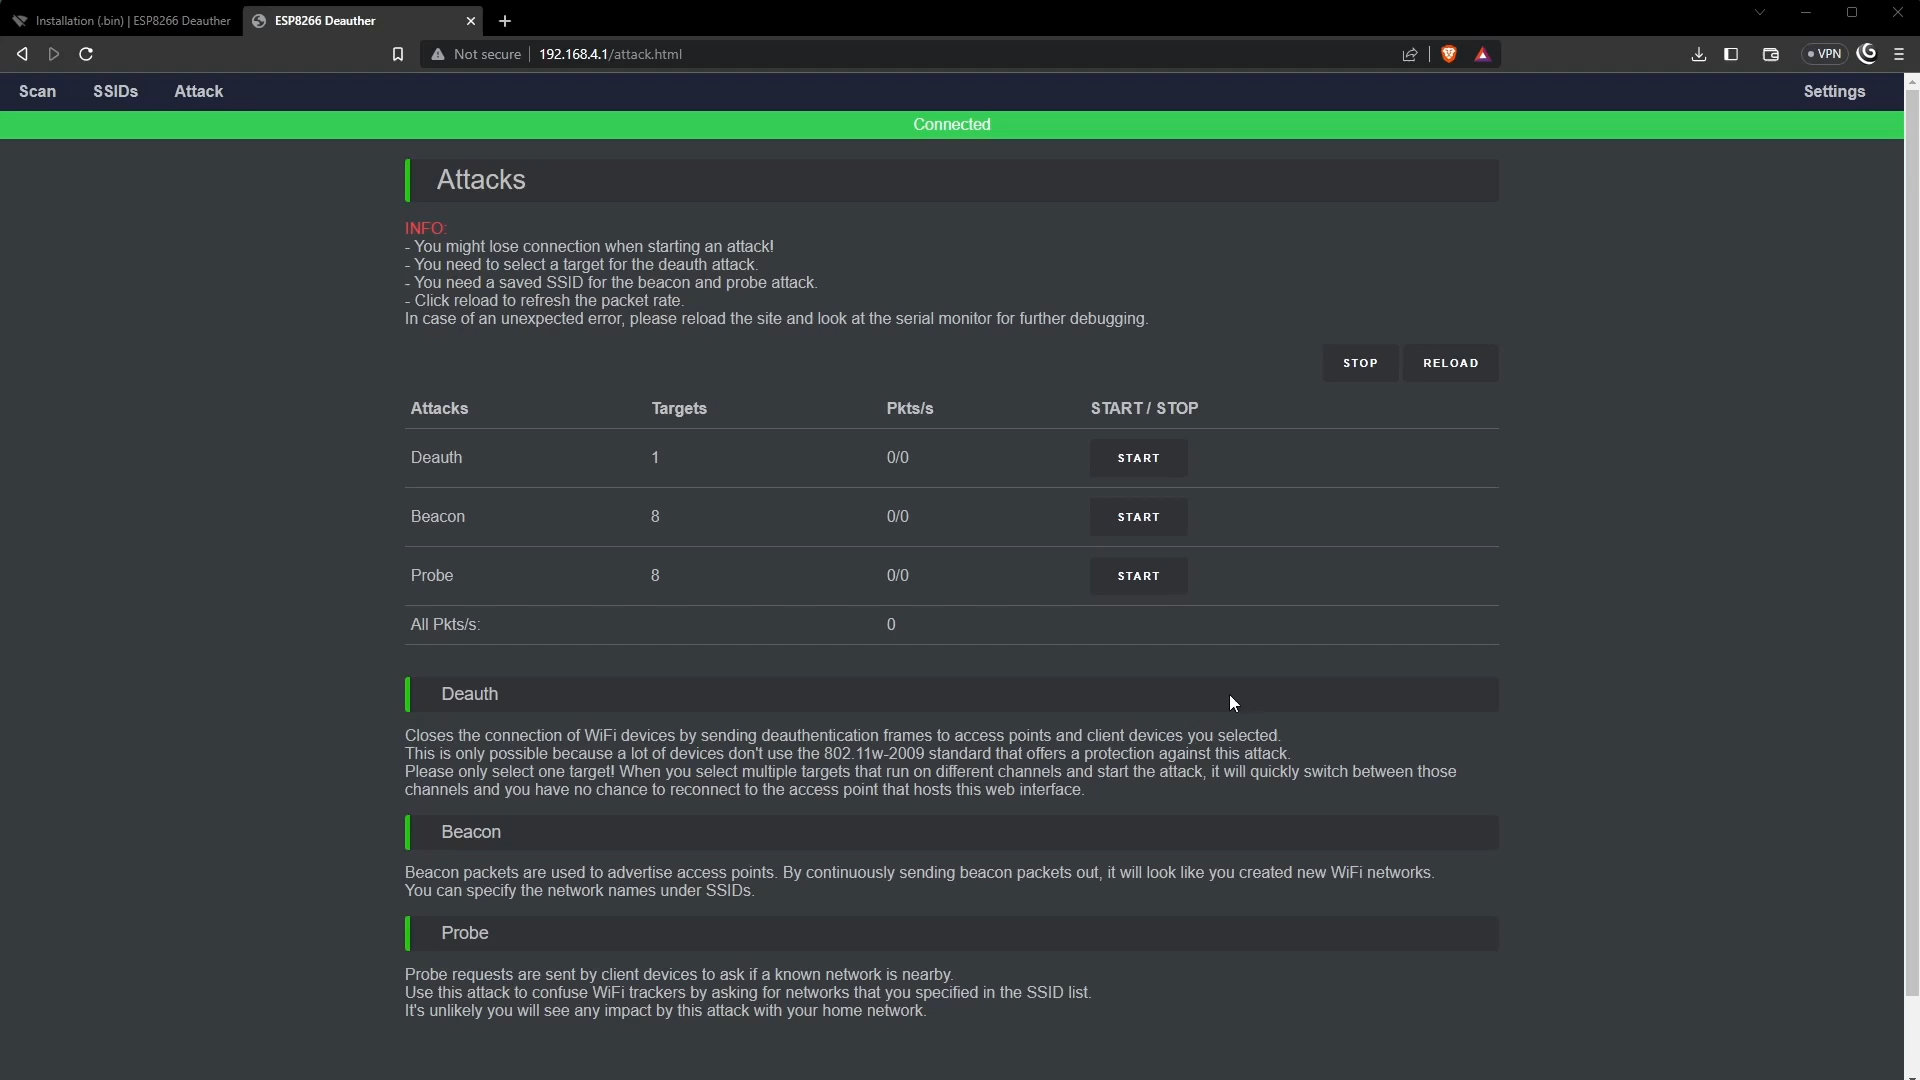 Installation (.bin) | ESP8266 Deauther
ESP8266 Deauther
Not secure
192.168.4.1/attack.html
VPN
Scan
SSIDs
Attack
Settings
Connected
Attacks
INFO:
- You might lose connection when starting an attack!
- You need to select a target for the deauth attack.
- You need a saved SSID for the beacon and probe attack.
- Click reload to refresh the packet rate.
In case of an unexpected error, please reload the site and look at the serial monitor for further debugging.
STOP
RELOAD
Attacks Targets Pkts/s START / STOP
Deauth 1 0/0 START
Beacon 8 0/0 START
Probe 8 0/0 START
All Pkts/s: 0
Deauth
Closes the connection of WiFi devices by sending deauthentication frames to access points and client devices you selected.
This is only possible because a lot of devices don't use the 802.11w-2009 standard that offers a protection against this attack.
Please only select one target! When you select multiple targets that run on different channels and start the attack, it will quickly switch between those
channels and you have no chance to reconnect to the access point that hosts this web interface.
Beacon
Beacon packets are used to advertise access points. By continuously sending beacon packets out, it will look like you created new WiFi networks.
You can specify the network names under SSIDs.
Probe
Probe requests are sent by client devices to ask if a known network is nearby.
Use this attack to confuse WiFi trackers by asking for networks that you specified in the SSID list.
It's unlikely you will see any impact by this attack with your home network.